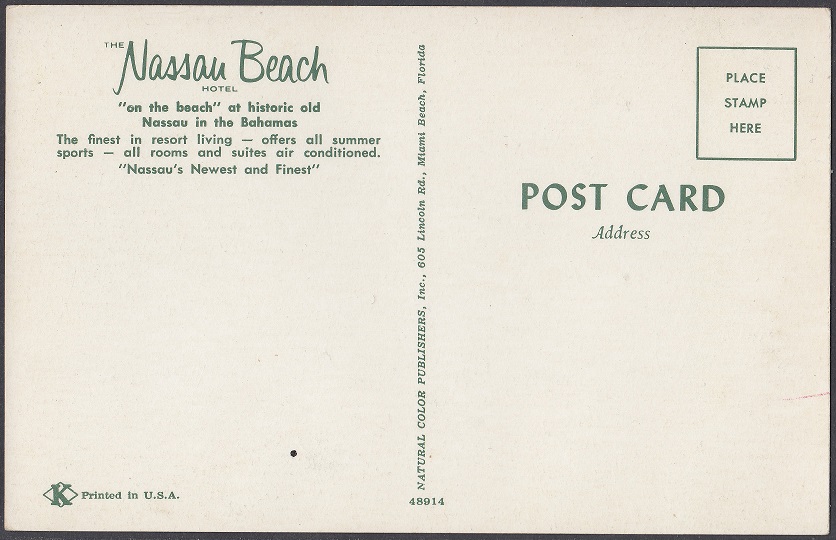 THE Nassau Beach
HOTEL
"on the beach" at historic old
Nassau in the Bahamas
The finest in resort living — offers all summer
sports — all rooms and suites air conditioned.
"Nassau's Newest and Finest"
K Printed in U.S.A.
NATURAL COLOR PUBLISHERS, Inc., 605 Lincoln Rd., Miami Beach, Florida
48914
PLACE
STAMP
HERE
POST CARD
Address